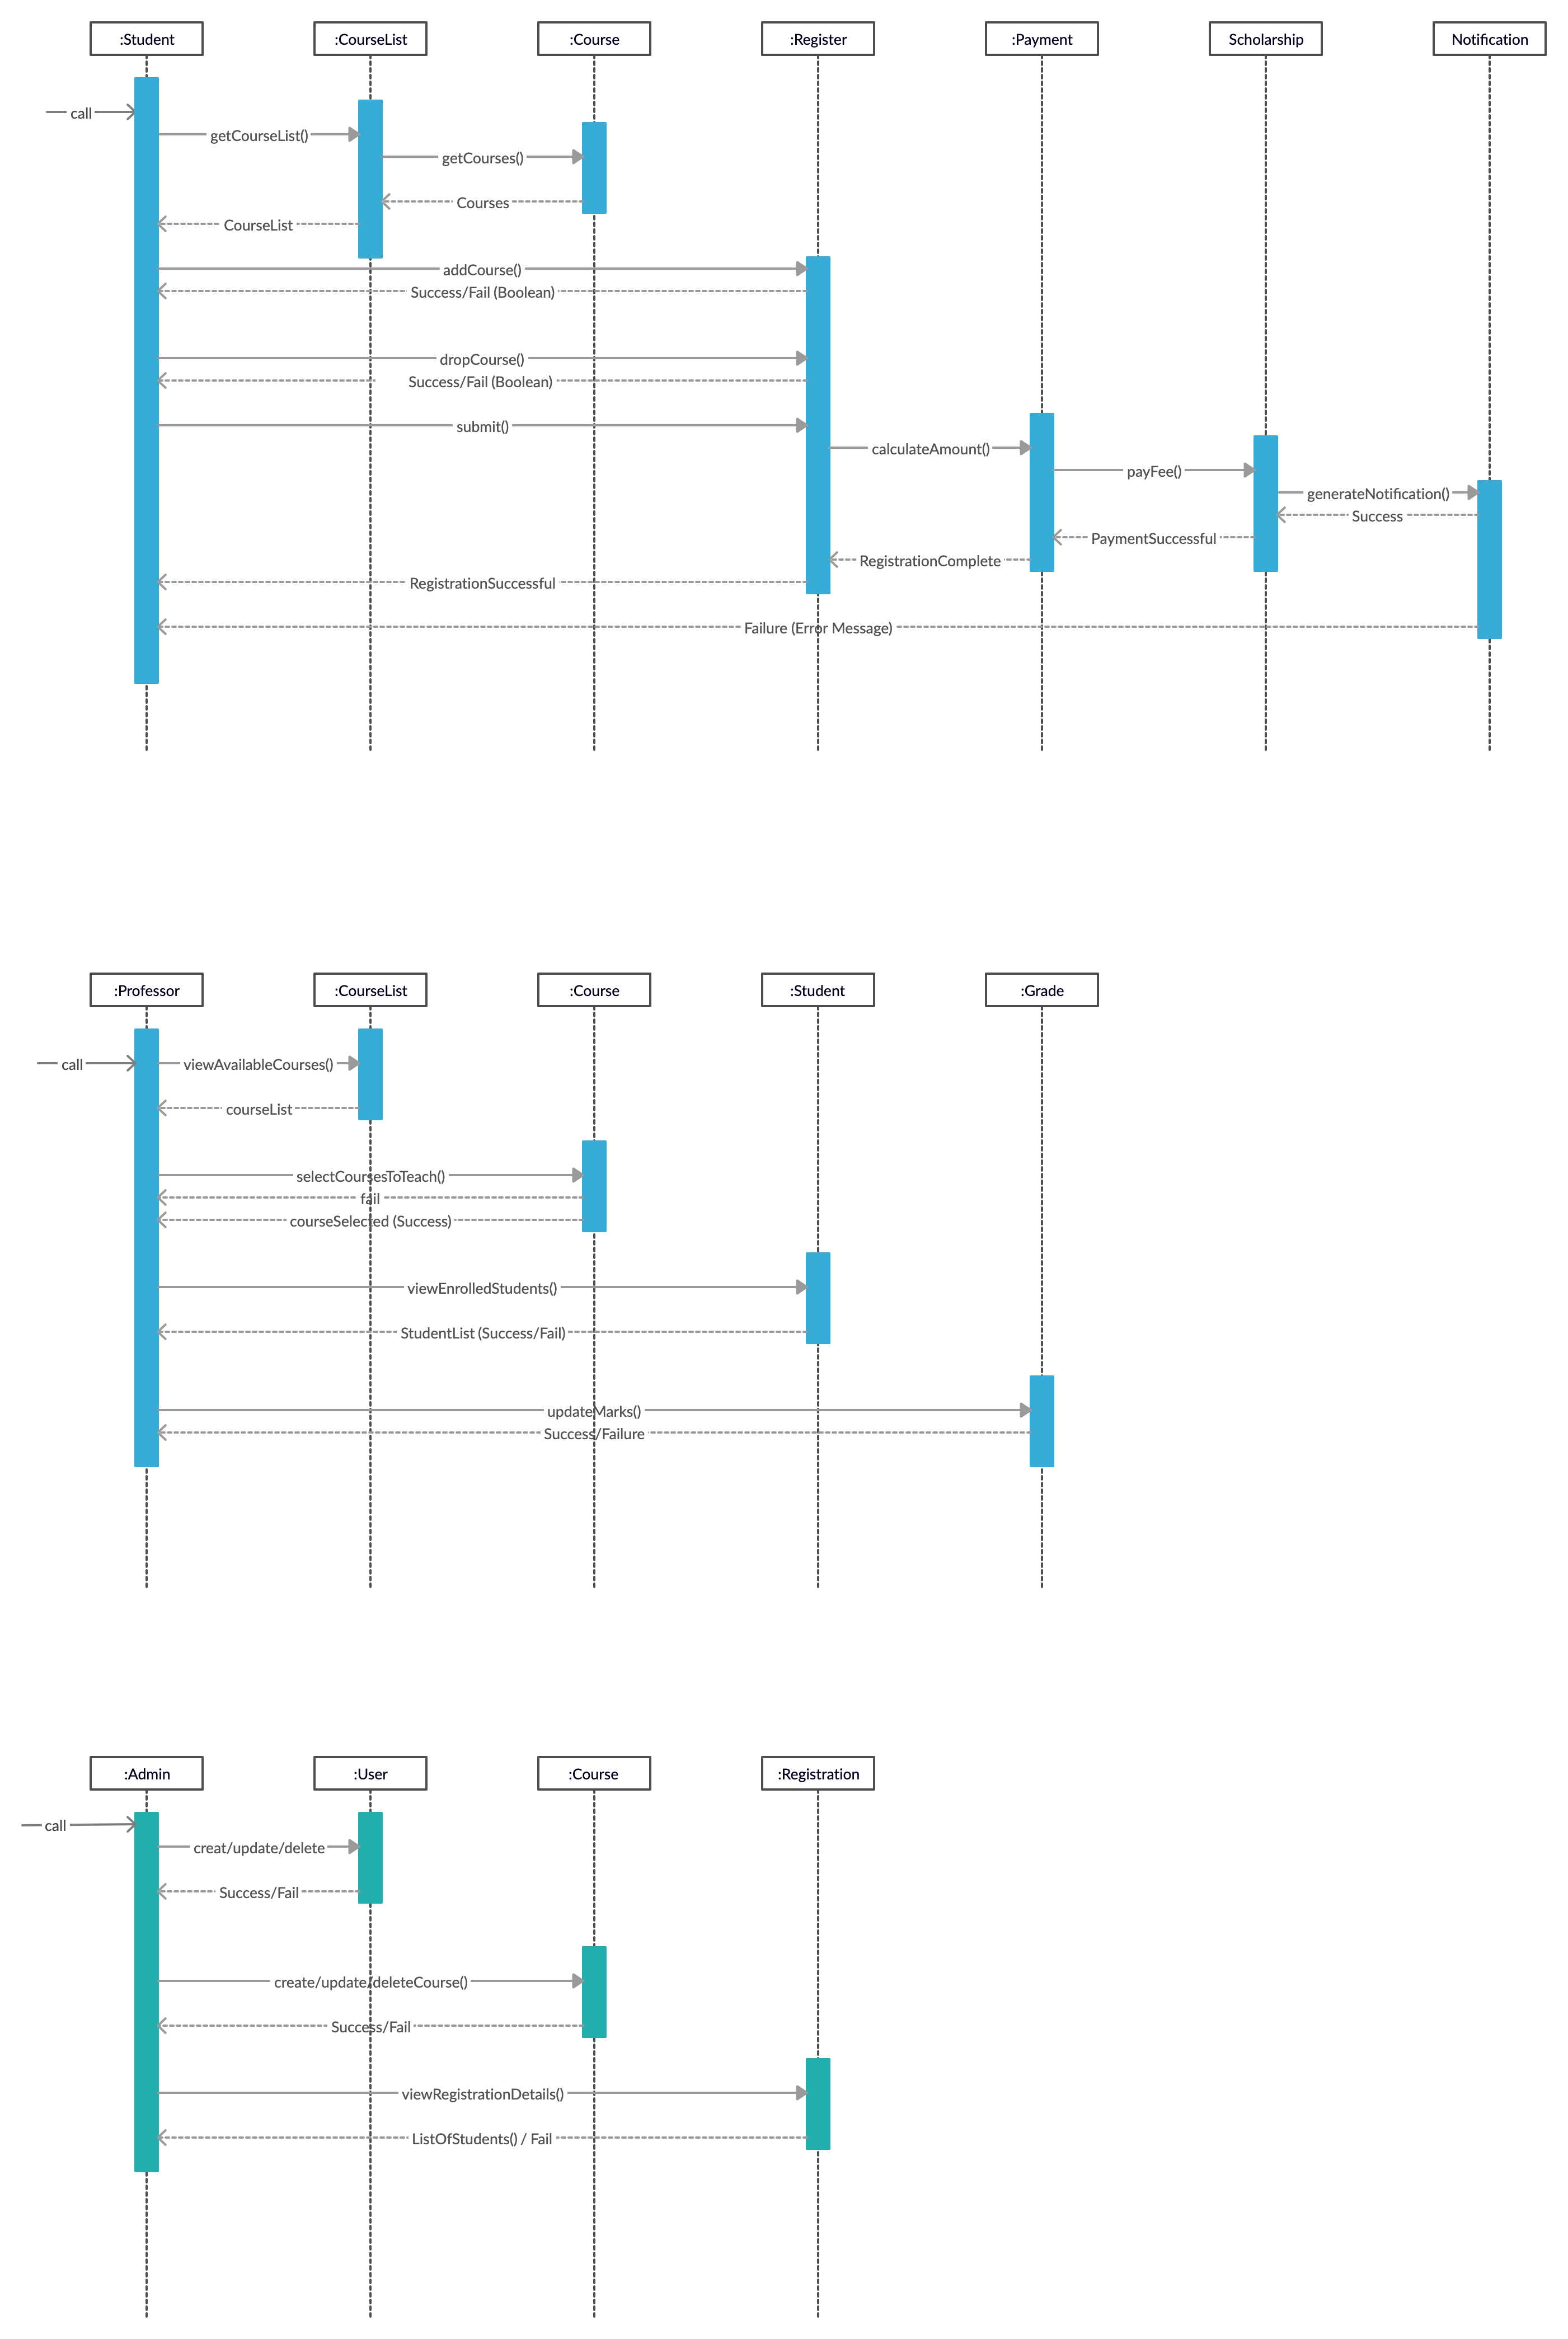 :Student
:CourseList
:Course
:Register
:Payment
Scholarship
Notification
call
getCourseList()
getCourses()
Courses
CourseList
addCourse()
Success/Fail (Boolean)
dropCourse()
Success/Fail (Boolean)
submit()
calculateAmount()
payFee()
generateNotification()
Success
PaymentSuccessful
RegistrationComplete
RegistrationSuccessful
Failure (Error Message)
:Professor
:CourseList
:Course
:Student
:Grade
call
viewAvailableCourses()
courseList
selectCoursesToTeach()
fail
courseSelected (Success)
viewEnrolledStudents()
StudentList (Success/Fail)
updateMarks()
Success/Failure
:Admin
:User
:Course
:Registration
call
creat/update/delete
Success/Fail
create/update/deleteCourse()
Success/Fail
viewRegistrationDetails()
ListOfStudents() / Fail